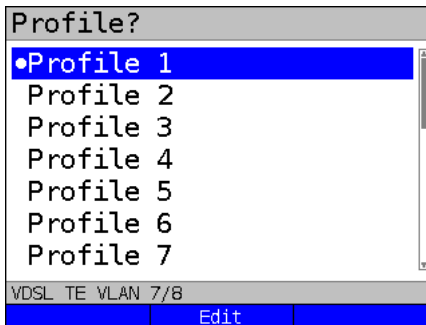 Profile?
●Profile 1
Profile 2
Profile 3
Profile 4
Profile 5
Profile 6
Profile 7
VDSL TE VLAN 7/8
Edit